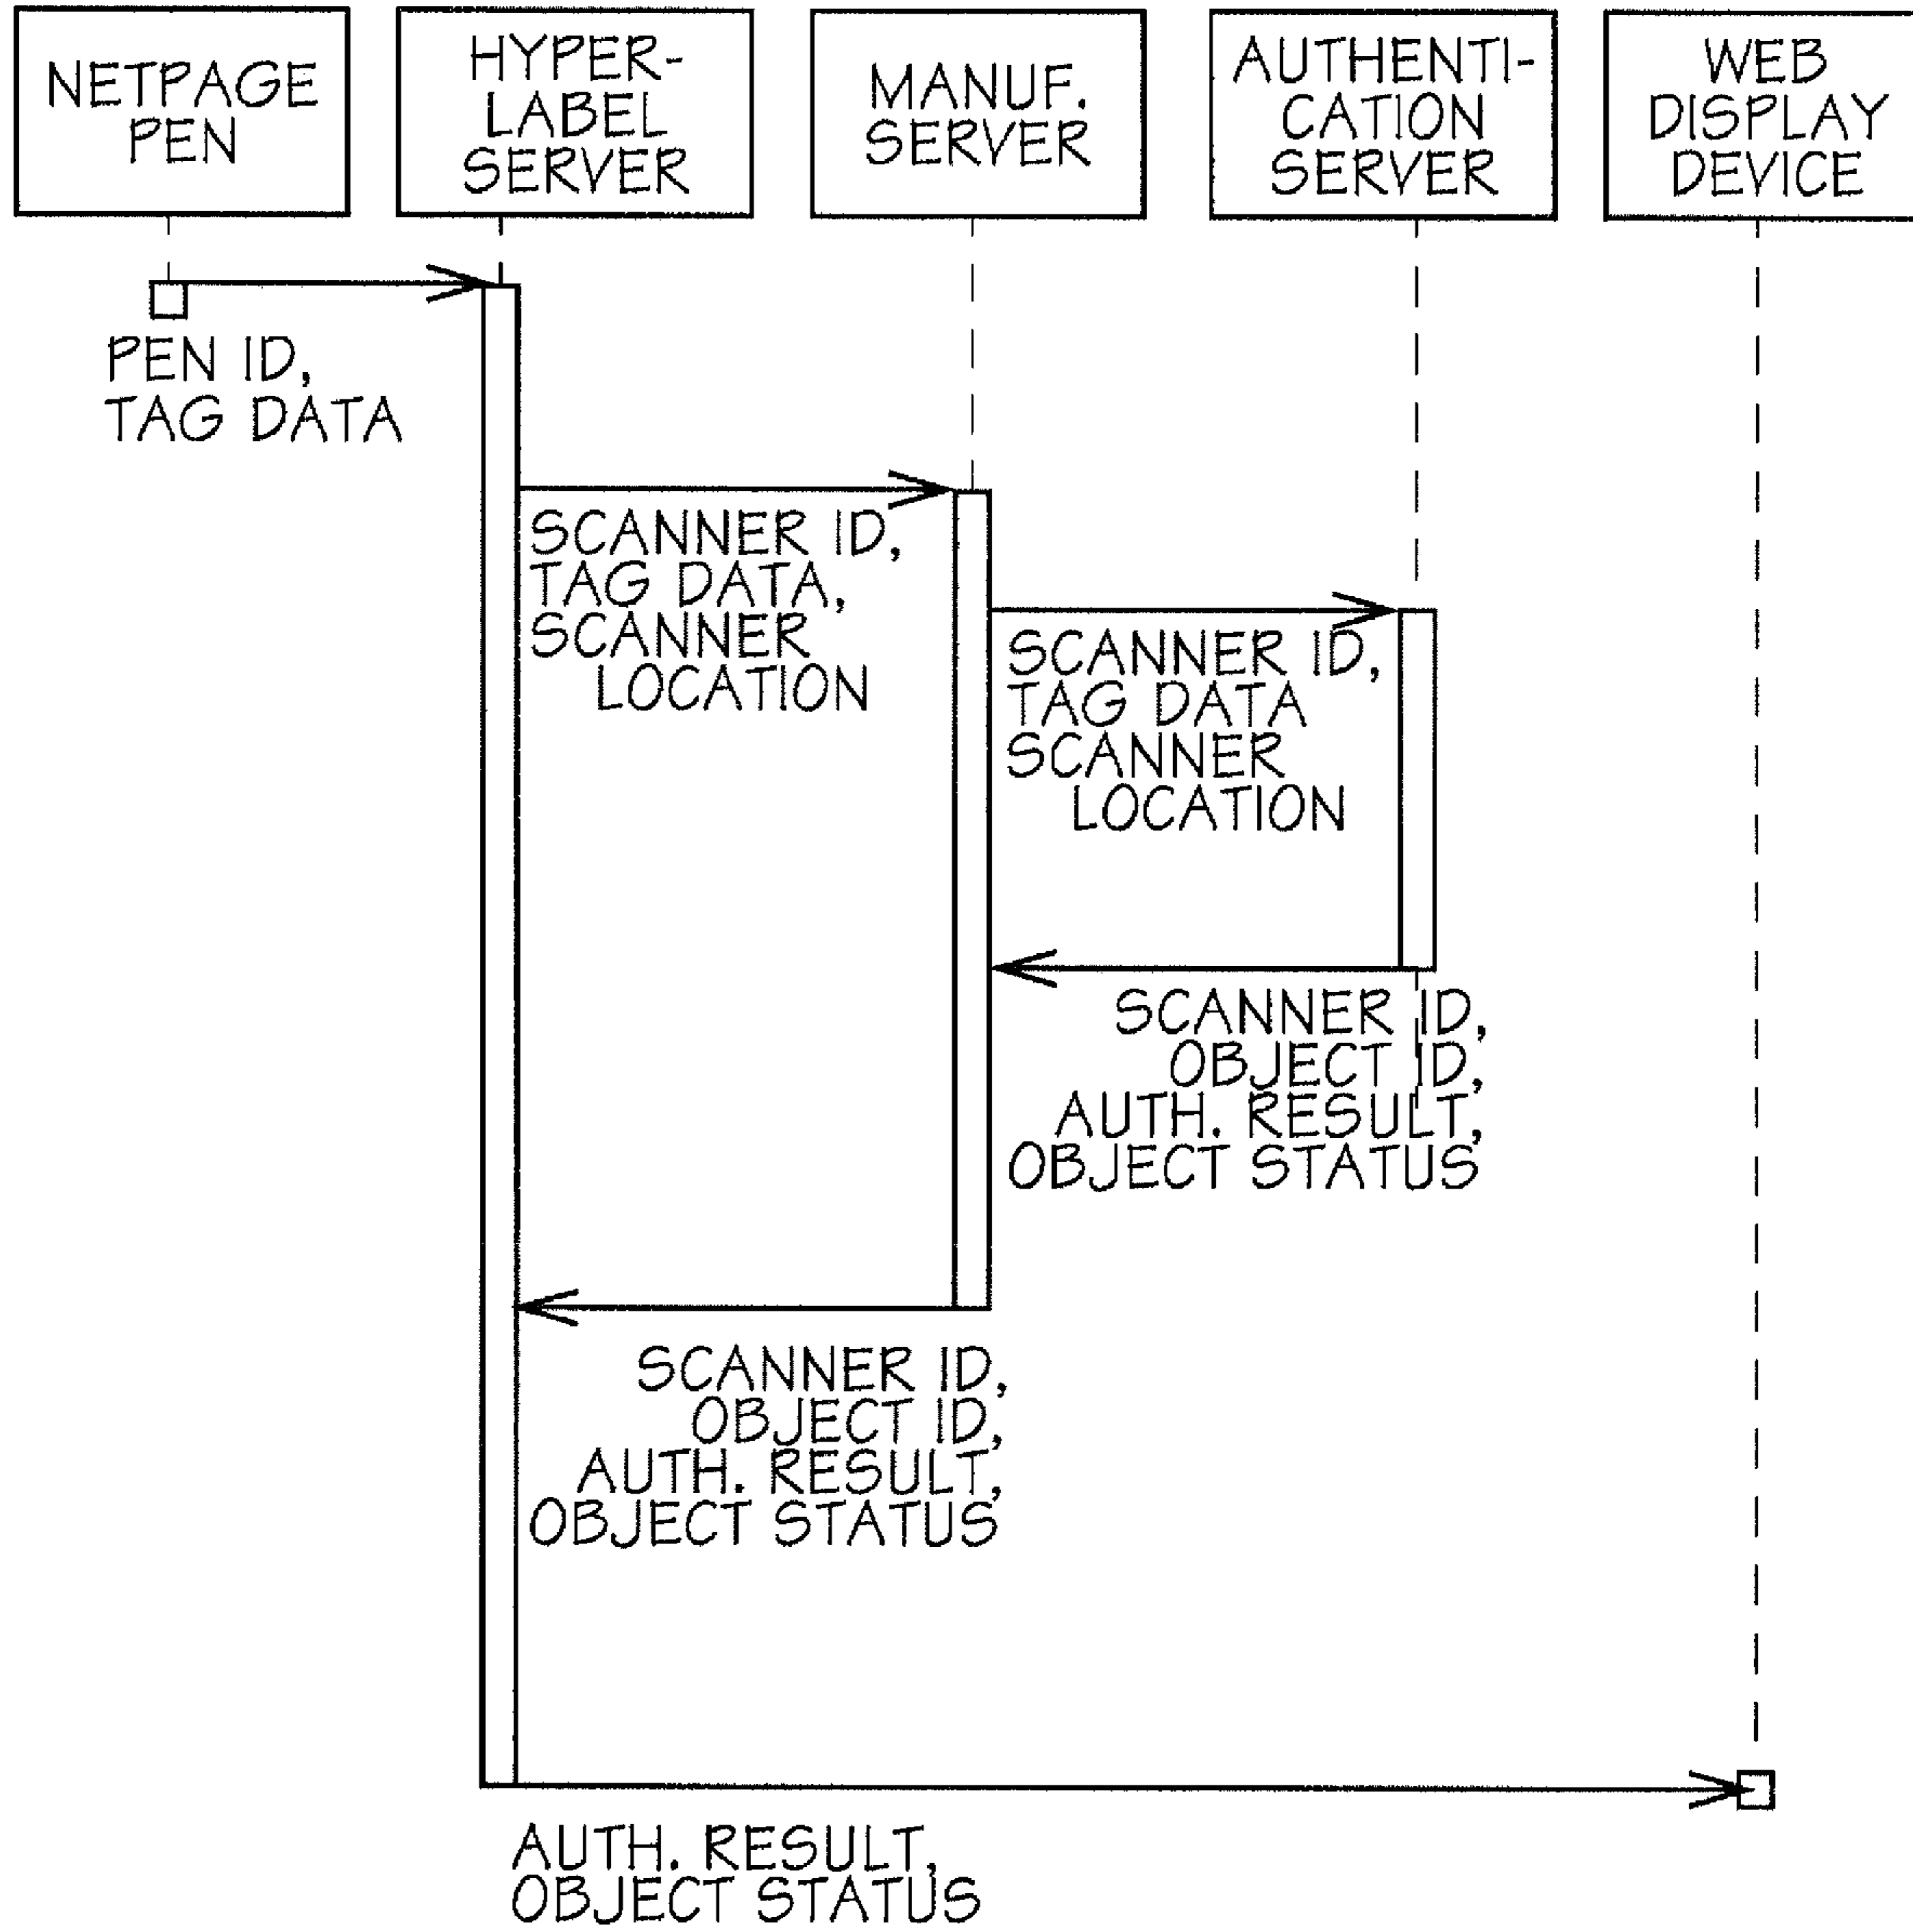 NETPAGE
PEN
HYPER-
LABEL
SERVER
MANUF.
SERVER
AUTHENTI-
CATION
SERVER
WEB
DISPLAY
DEVICE
PEN ID,
TAG DATA
SCANNER ID,
TAG DATA,
SCANNER
LOCATION
SCANNER ID,
TAG DATA
SCANNER
LOCATION
SCANNER ID,
OBJECT ID,
AUTH. RESULT,
OBJECT STATUS
SCANNER ID,
OBJECT ID,
AUTH. RESULT,
OBJECT STATUS
AUTH. RESULT,
OBJECT STATUS